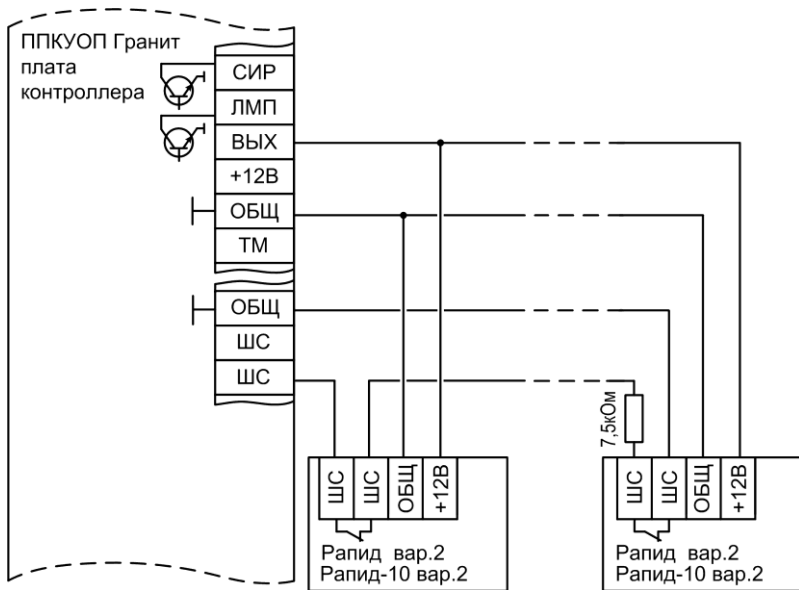 ППКУОП Гранит
плата
контроллера
СИР
ЛМП
ВЫХ
+12В
ОБЩ
ТМ
ОБЩ
ШС
ШС
7,5кОм
ШС
ШС
ОБЩ
+12В
Рапид вар.2
Рапид-10 вар.2
ШС
ШС
ОБЩ
+12В
Рапид вар.2
Рапид-10 вар.2